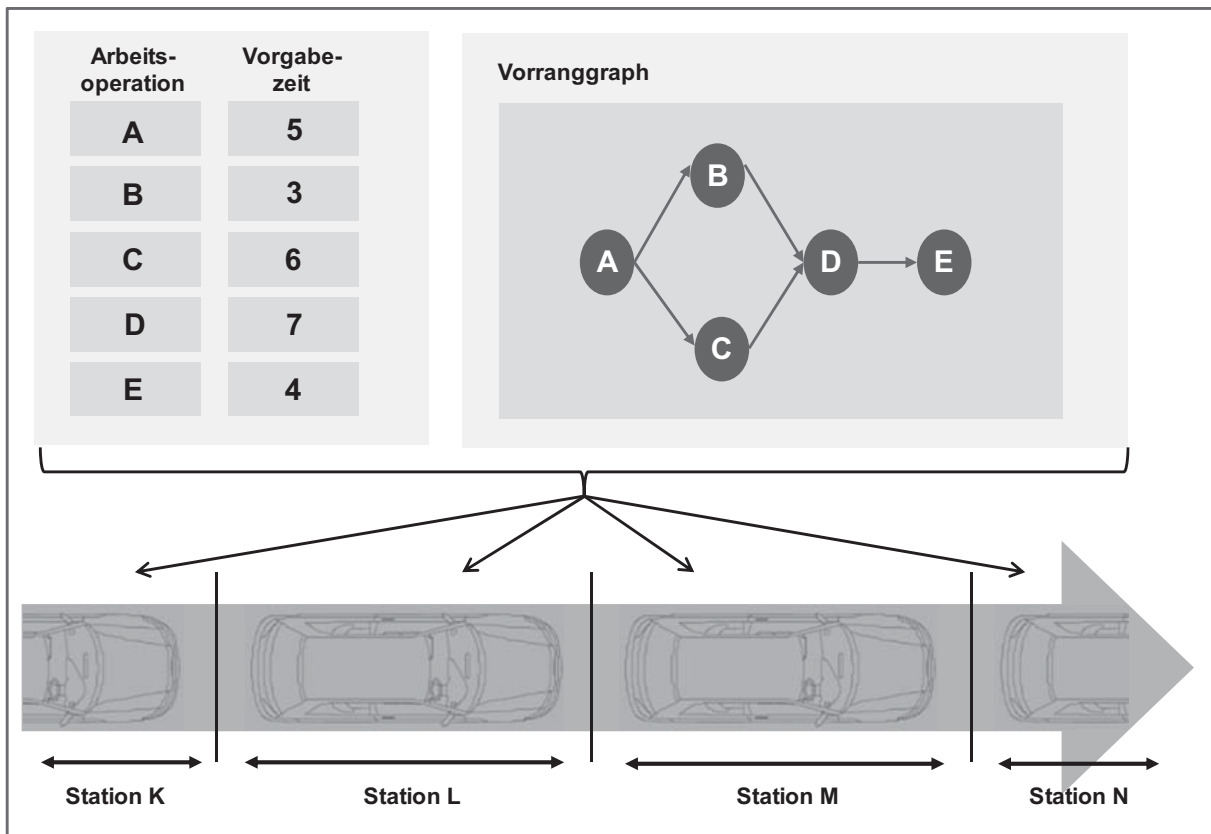 Arbeits-
operation
Vorgabe-
zeit
A
5
B
3
C
6
D
7
E
4
Vorranggraph
B
A
D
E
C
Station K
Station L
Station M
Station N